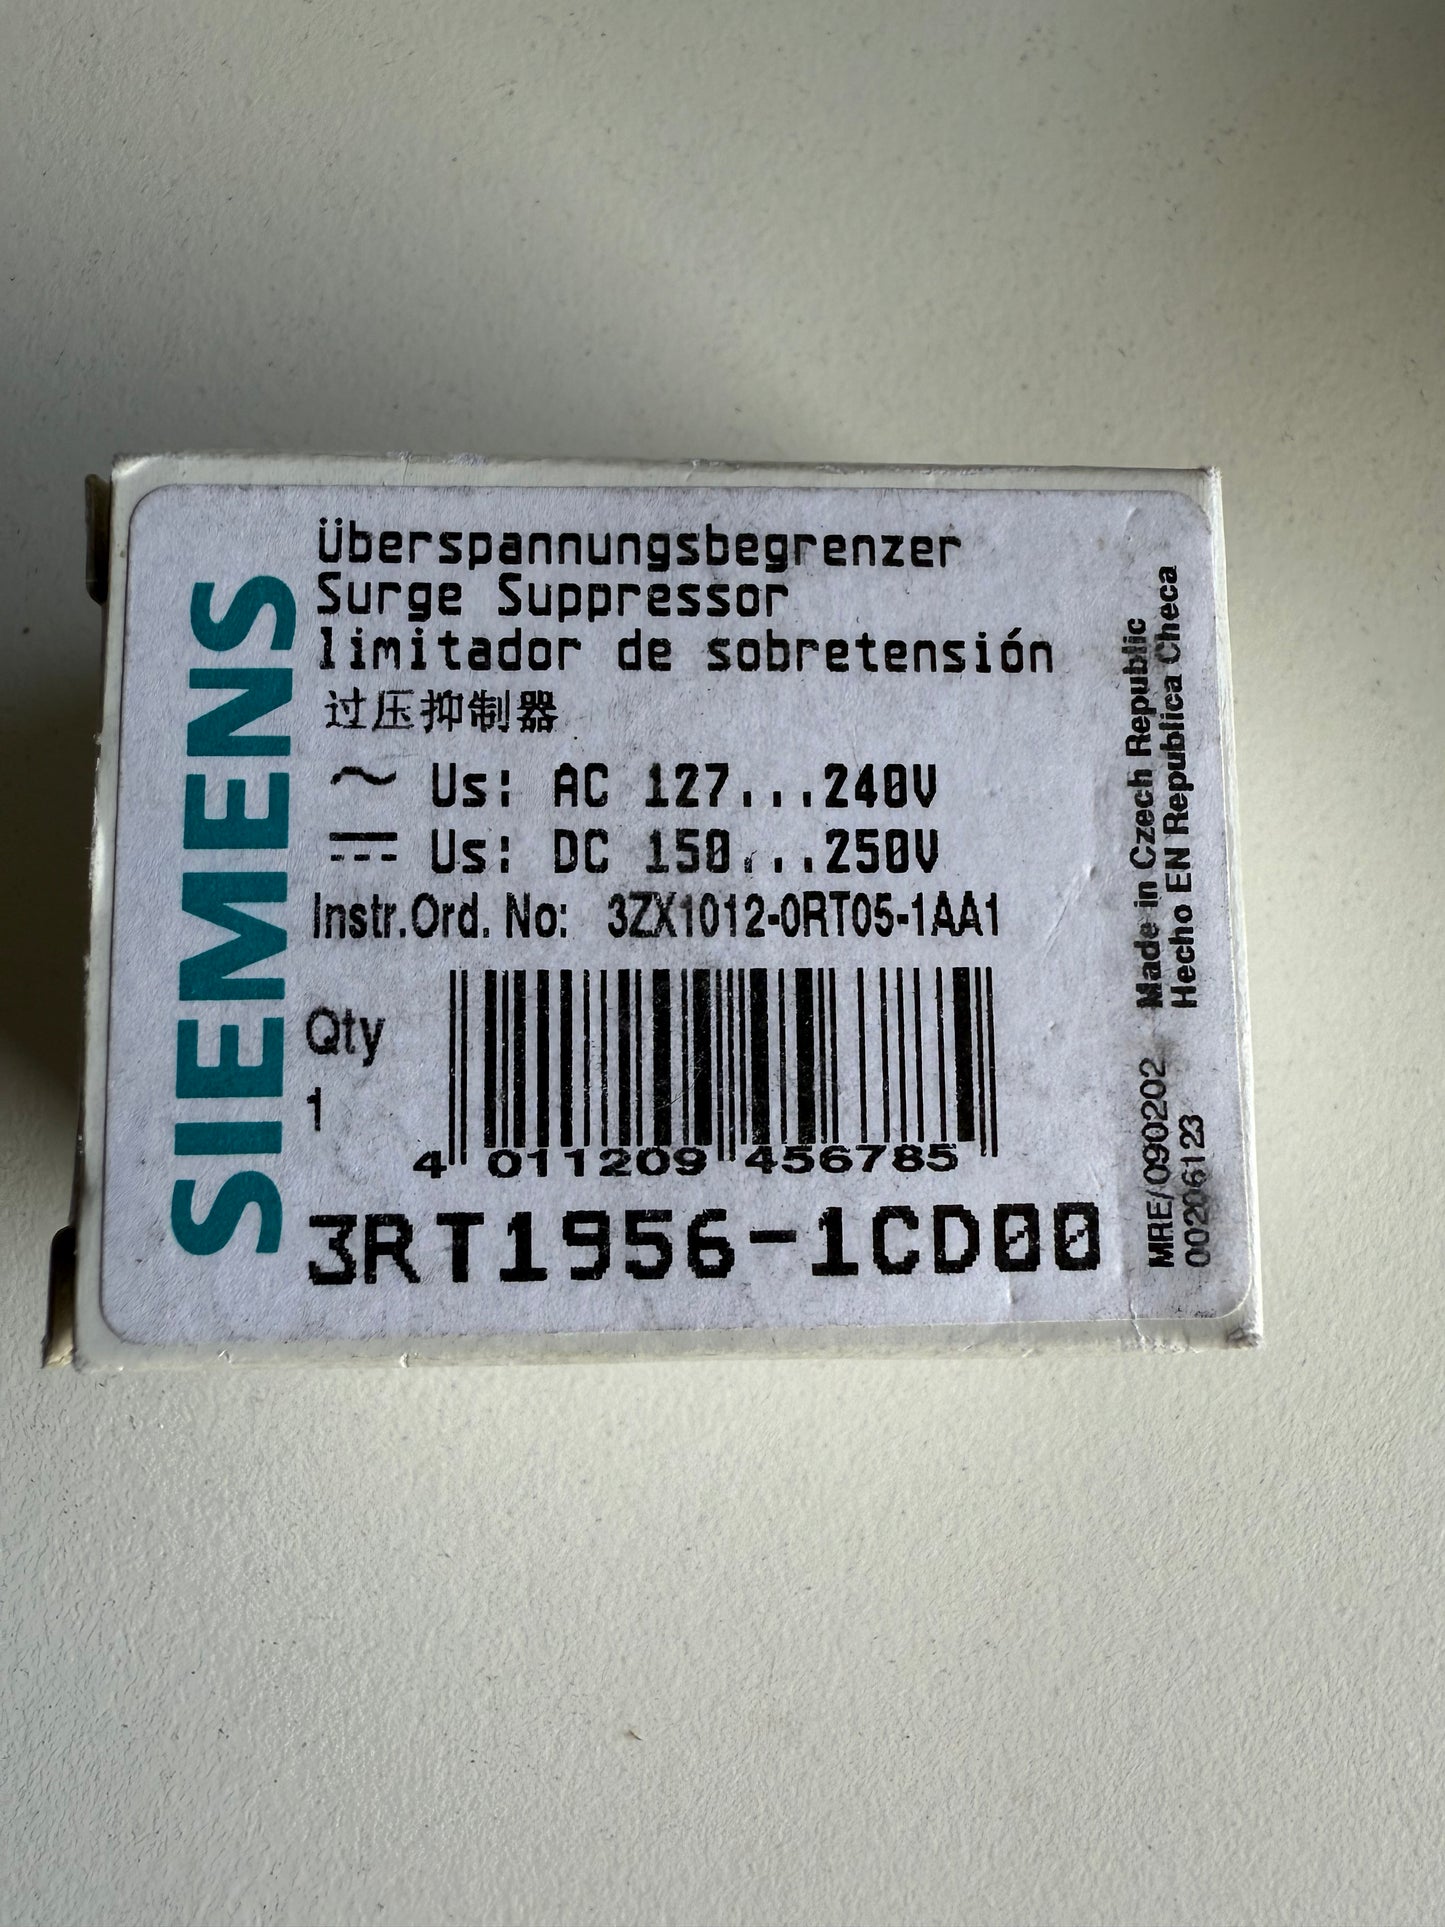 SIEMENS
Überspannungsbegrenzer
Surge Suppressor
limitador de sobretensión
过压抑制器
~ Us: AC 127...240V
⎓ Us: DC 150...250V
Instr.Ord. No: 3ZX1012-0RT05-1AA1
Qty
1
4 011209 456785
3RT1956-1CD00
Made in Czech Republic
Hecho EN Republica Checa
MRE/090202
00206123